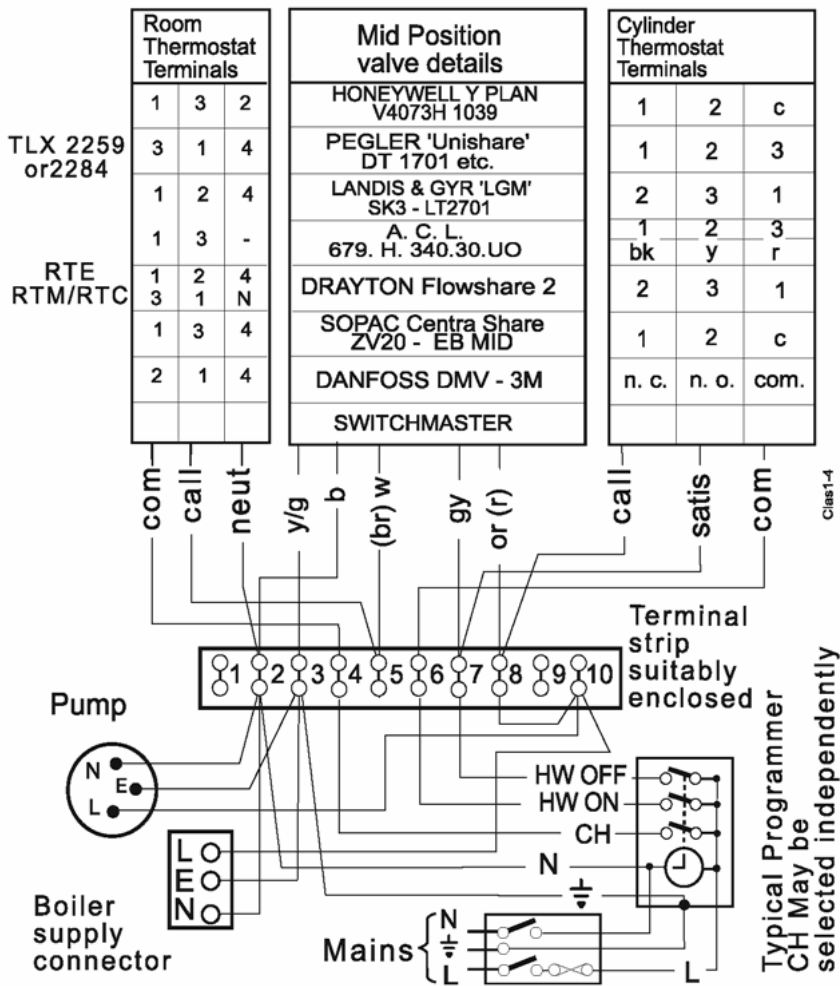 Room
Thermostat
Terminals
1 3 2
3 1 4
1 2 4
1 3 -
1 2 4
3 1 N
1 3 4
2 1 4
TLX 2259
or2284
RTE
RTM/RTC
Mid Position
valve details
HONEYWELL Y PLAN
V4073H 1039
PEGLER 'Unishare'
DT 1701 etc.
LANDIS & GYR 'LGM'
SK3 - LT2701
A. C. L.
679. H. 340.30.UO
DRAYTON Flowshare 2
SOPAC Centra Share
ZV20 - EB MID
DANFOSS DMV - 3M
SWITCHMASTER
Cylinder
Thermostat
Terminals
1 2 c
1 2 3
2 3 1
1 2 3
bk y r
2 3 1
1 2 c
n. c. n. o. com.
com
call
neut
y/g
b
(br) w
gy
or (r)
call
satis
com
Clas1-4
1 2 3 4 5 6 7 8 9 10
Terminal
strip
suitably
enclosed
Pump
N
E
L
HW OFF
HW ON
CH
N
L
E
N
Boiler
supply
connector
Mains
N
L
L
Typical Programmer
CH May be
selected independently